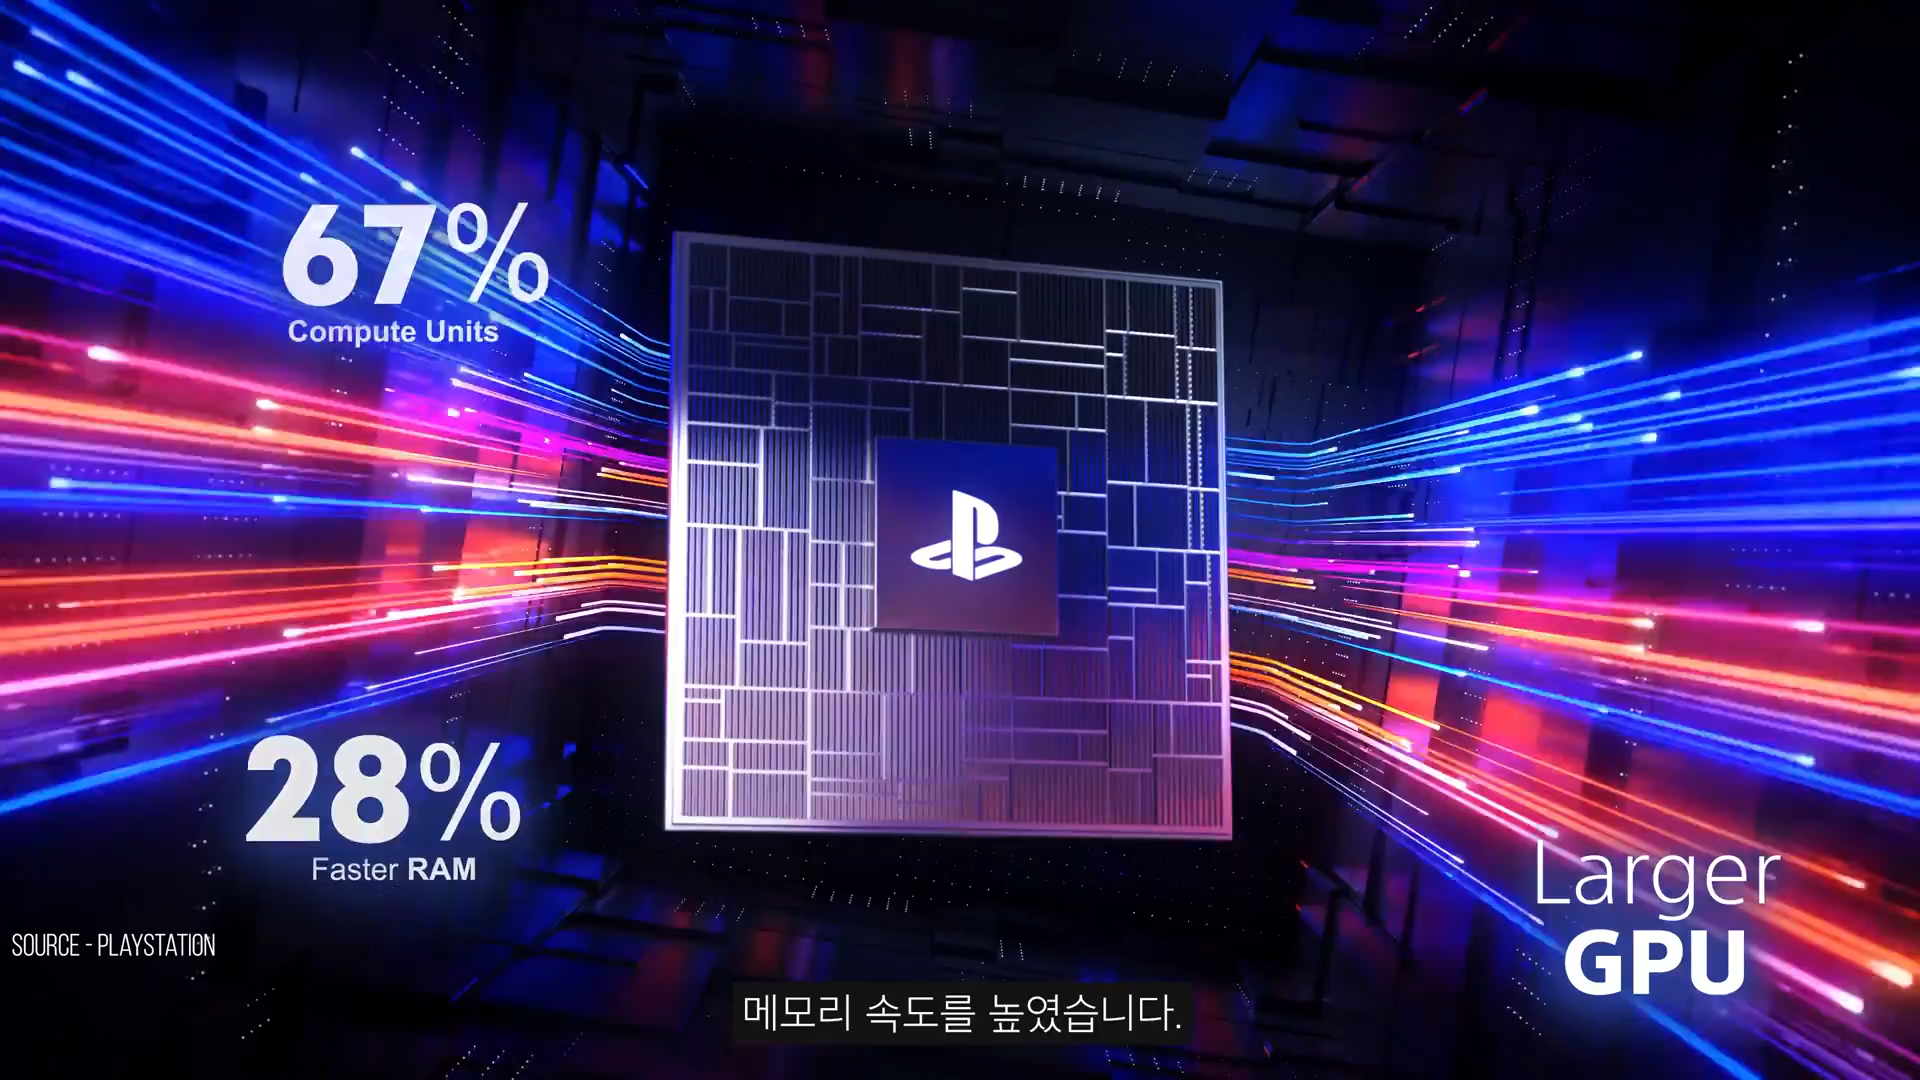 67%
Compute Units
28%
Faster RAM
Larger
GPU
SOURCE - PLAYSTATION
메모리 속도를 높였습니다.